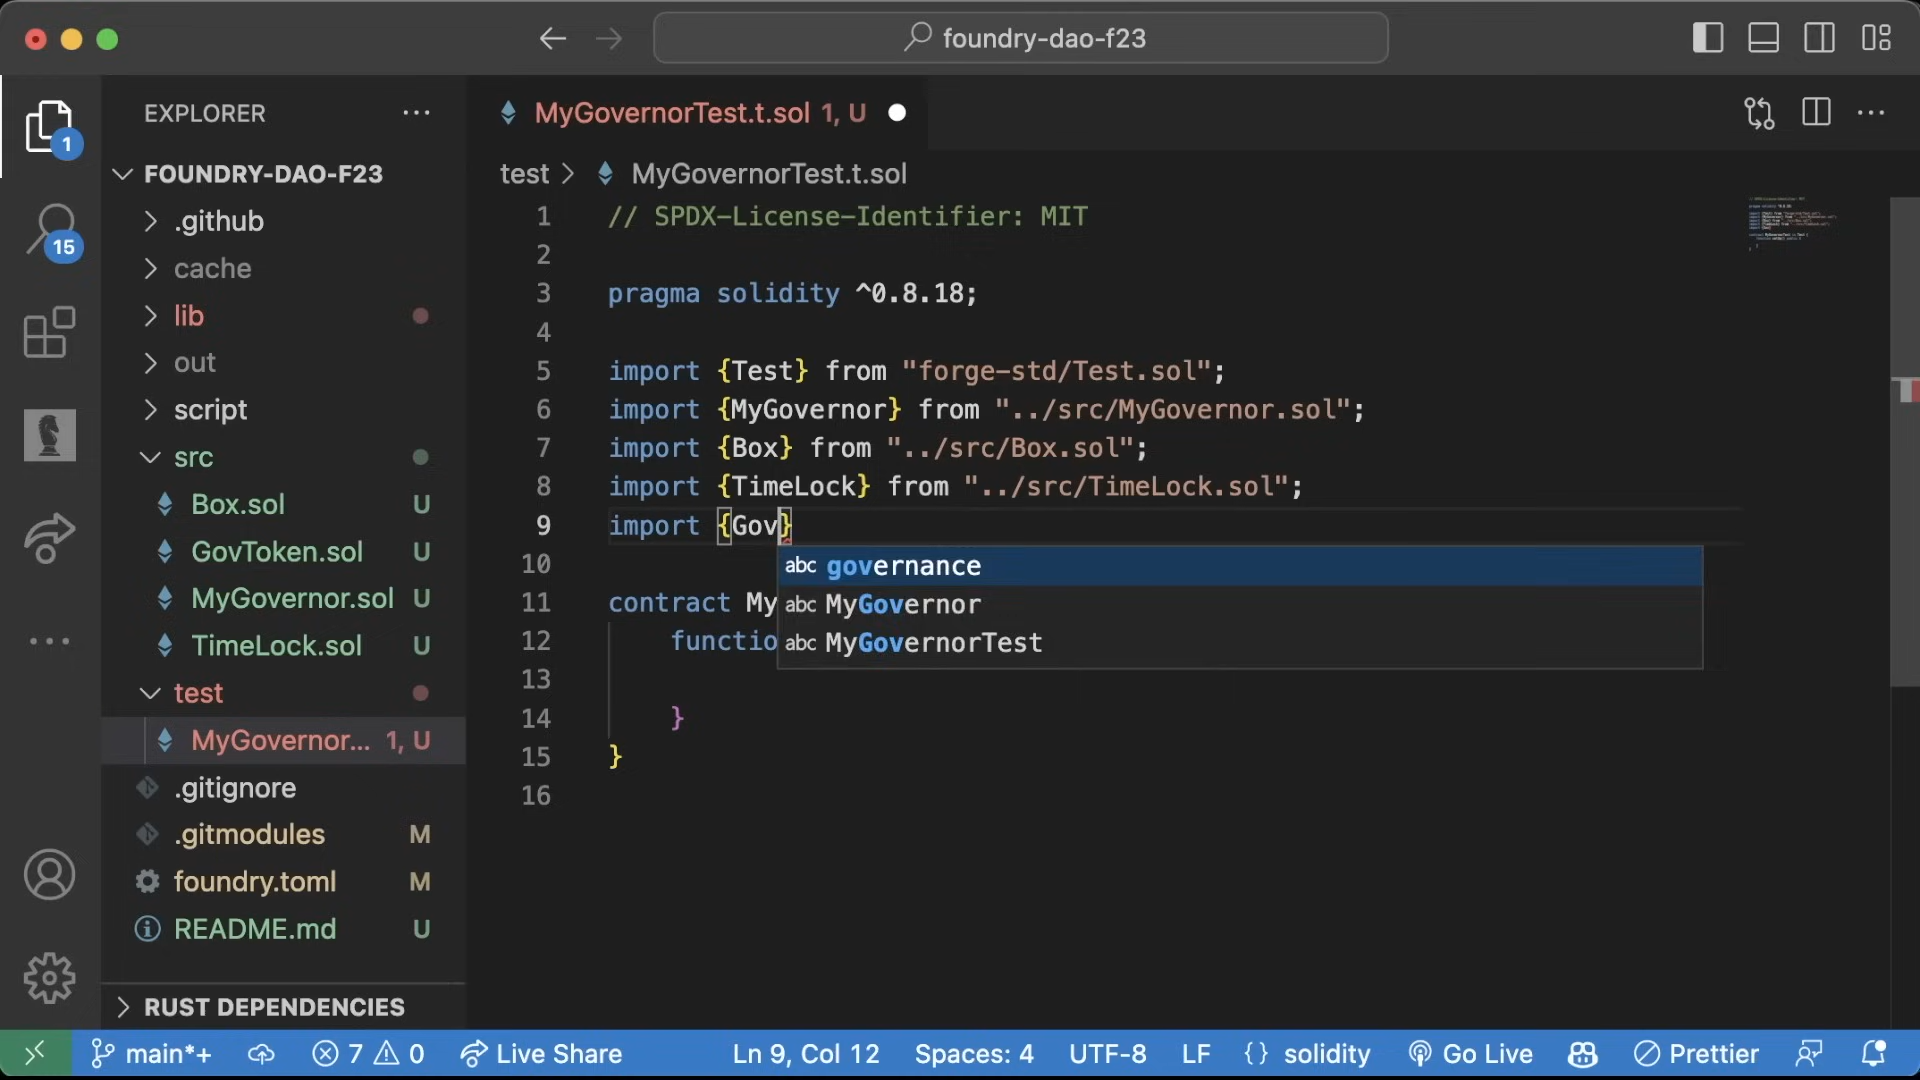 foundry-dao-f23
EXPLORER
MyGovernorTest.t.sol 1, U
1
FOUNDRY-DAO-F23
test > MyGovernorTest.t.sol
.github
15
cache
lib
out
script
src
Box.sol U
GovToken.sol U
MyGovernor.sol U
TimeLock.sol U
test
MyGovernor... 1, U
.gitignore
.gitmodules M
foundry.toml M
README.md U
RUST DEPENDENCIES
1 // SPDX-License-Identifier: MIT
2
3 pragma solidity ^0.8.18;
4
5 import {Test} from "forge-std/Test.sol";
6 import {MyGovernor} from "../src/MyGovernor.sol";
7 import {Box} from "../src/Box.sol";
8 import {TimeLock} from "../src/TimeLock.sol";
9 import {Gov}
10
abc governance
11 contract My
abc MyGovernor
12 functio
abc MyGovernorTest
13
14 }
15 }
16
main*+ 7 0 Live Share Ln 9, Col 12 Spaces: 4 UTF-8 LF {} solidity Go Live Prettier